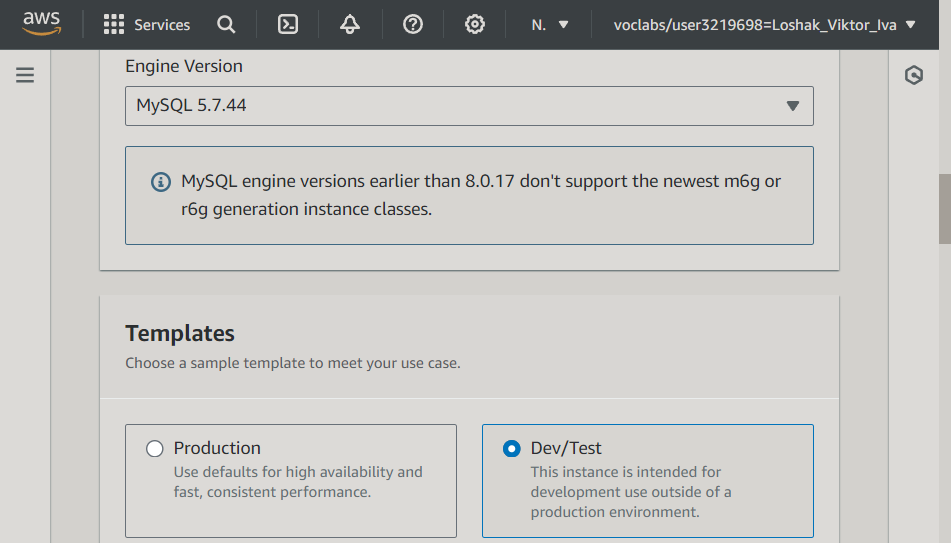 aws
Services
N.
voclabs/user3219698=Loshak_Viktor_Iva
Engine Version
MySQL 5.7.44
MySQL engine versions earlier than 8.0.17 don't support the newest m6g or
r6g generation instance classes.
Templates
Choose a sample template to meet your use case.
Production
Use defaults for high availability and
fast, consistent performance.
Dev/Test
This instance is intended for
development use outside of a
production environment.